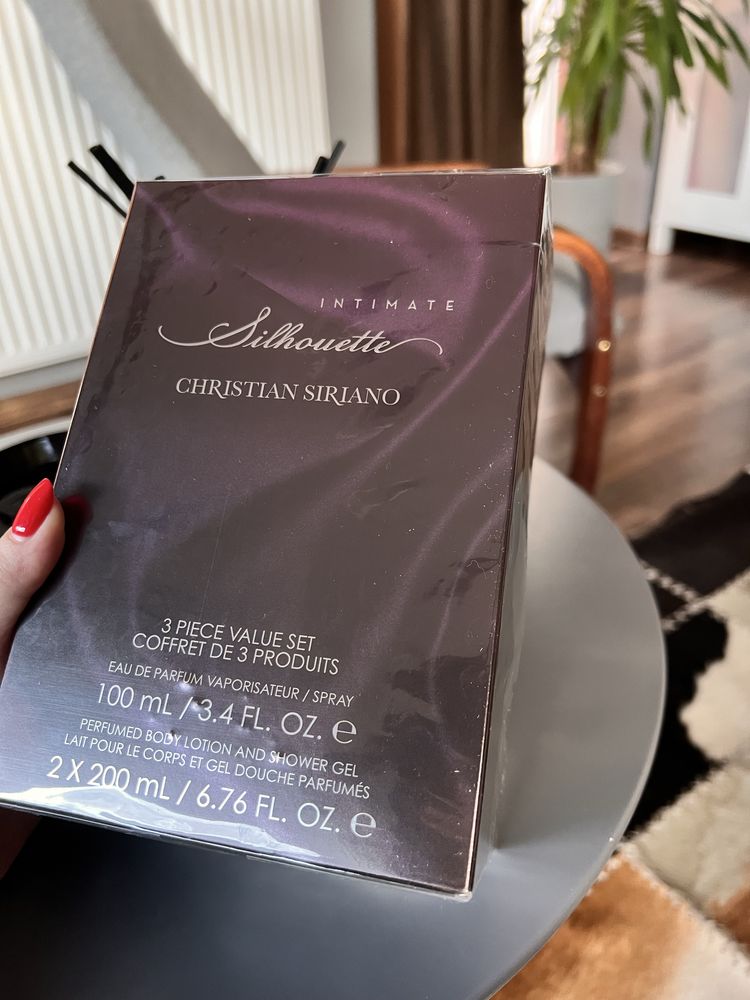 INTIMATE
Silhouette
CHRISTIAN SIRIANO
3 PIECE VALUE SET
COFFRET DE 3 PRODUITS
EAU DE PARFUM VAPORISATEUR / SPRAY
100 mL / 3.4 FL. OZ. ℮
PERFUMED BODY LOTION AND SHOWER GEL
LAIT POUR LE CORPS ET GEL DOUCHE PARFUMÉS
2 X 200 mL / 6.76 FL. OZ. ℮